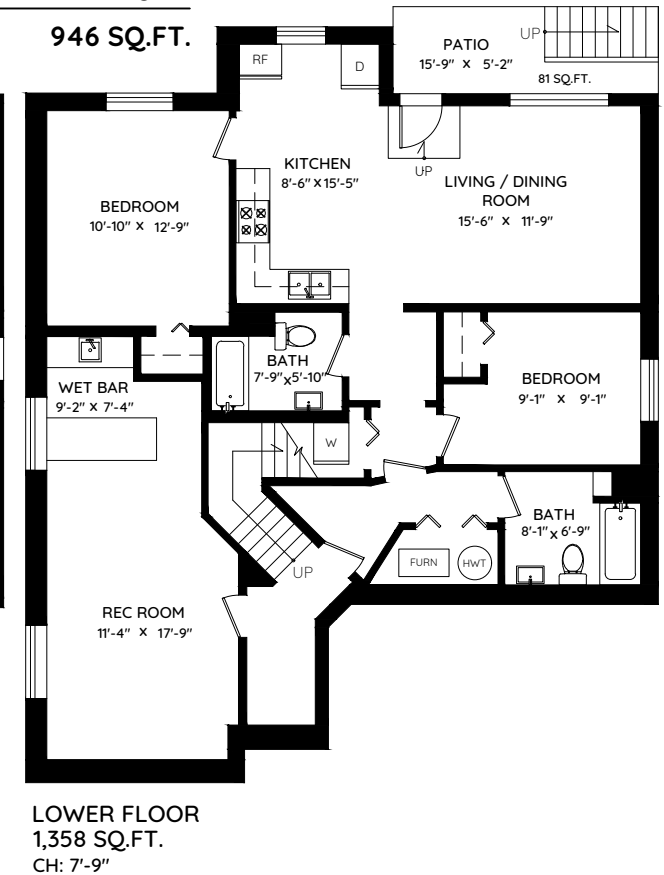 946 SQ.FT.
PATIO
15'-9" X 5'-2"
81 SQ.FT.
UP
RF
D
KITCHEN
8'-6" X 15'-5"
UP
LIVING / DINING
ROOM
15'-6" X 11'-9"
BEDROOM
10'-10" X 12'-9"
BATH
7'-9" X 5'-10"
WET BAR
9'-2" X 7'-4"
BEDROOM
9'-1" X 9'-1"
W
BATH
8'-1" X 6'-9"
FURN
HWT
UP
REC ROOM
11'-4" X 17'-9"
LOWER FLOOR
1,358 SQ.FT.
CH: 7'-9"